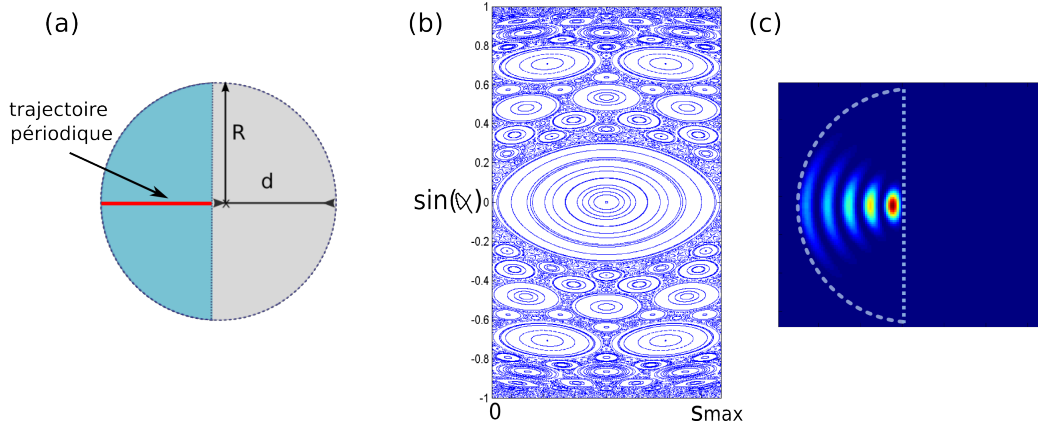 (a)
trajectoire
périodique
R
d
x
(b)
1
0.8
0.6
0.4
0.2
0
-0.2
-0.4
-0.6
-0.8
-1
sin(χ)
0
Smax
(c)